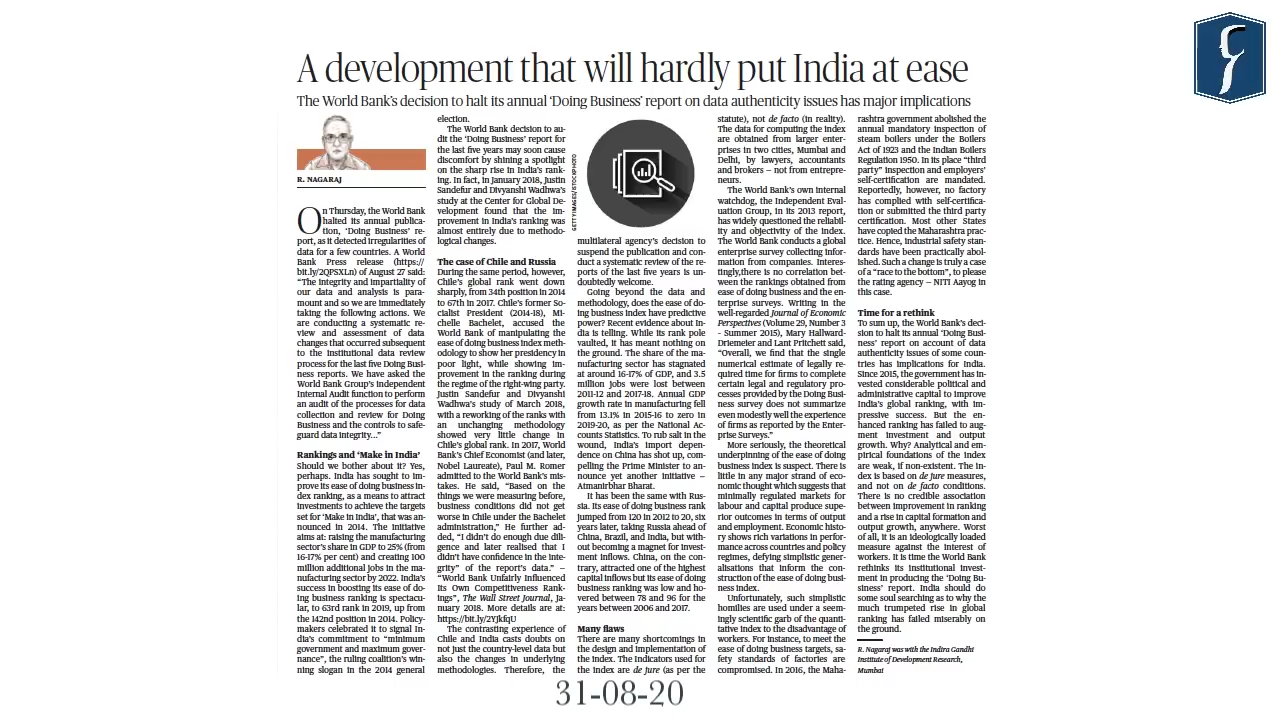 A development that will hardly put India at ease
The World Bank's decision to halt its annual 'Doing Business' report on data authenticity issues has major implications
R. NAGARAJ
On Thursday, the World Bank
halted its annual publica-
tion, 'Doing Business' re-
port, as it detected irregularities of
data for a few countries. A World
Bank Press release (https://
bit.ly/2QPSXLn) of August 27 said:
"The integrity and impartiality of
our data and analysis is para-
mount and so we are immediately
taking the following actions. We
are conducting a systematic re-
view and assessment of data
changes that occurred subsequent
to the institutional data review
process for the last five Doing Busi-
ness reports. We have asked the
World Bank Group's independent
Internal Audit function to perform
an audit of the processes for data
collection and review for Doing
Business and the controls to safe-
guard data integrity..."
Rankings and 'Make in India'
Should we bother about it? Yes,
perhaps. India has sought to im-
prove its ease of doing business in-
dex ranking, as a means to attract
investments to achieve the targets
set for 'Make in India', that was an-
nounced in 2014. The initiative
aims at: raising the manufacturing
sector's share in GDP to 25% (from
16-17% per cent) and creating 100
million additional jobs in the ma-
nufacturing sector by 2022. India's
success in boosting its ease of do-
ing business ranking is spectacu-
lar, to 63rd rank in 2019, up from
the 142nd position in 2014. Policy-
makers celebrated it to signal In-
dia's commitment to "minimum
government and maximum gover-
nance", the ruling coalition's win-
ning slogan in the 2014 general
election.
The World Bank decision to au-
dit the 'Doing Business' report for
the last five years may soon cause
discomfort by shining a spotlight
on the sharp rise in India's rank-
ing. In fact, in January 2018, Justin
Sandefur and Divyanshi Wadhwa's
study at the Center for Global De-
velopment found that the im-
provement in India's ranking was
almost entirely due to methodo-
logical changes.
The case of Chile and Russia
During the same period, however,
Chile's global rank went down
sharply, from 34th position in 2014
to 67th in 2017. Chile's former So-
cialist President (2014-18), Mi-
chelle Bachelet, accused the
World Bank of manipulating the
ease of doing business index meth-
odology to show her presidency in
poor light, while showing im-
provement in the ranking during
the regime of the right-wing party.
Justin Sandefur and Divyanshi
Wadhwa's study of March 2018,
with a reworking of the ranks with
an unchanging methodology
showed very little change in
Chile's global rank. In 2017, World
Bank's Chief Economist (and later,
Nobel Laureate), Paul M. Romer
admitted to the World Bank's mis-
takes. He said, "Based on the
things we were measuring before,
business conditions did not get
worse in Chile under the Bachelet
administration," He further ad-
ded, "I didn't do enough due dili-
gence and later realised that I
didn't have confidence in the inte-
grity" of the report's data." –
"World Bank Unfairly Influenced
Its Own Competitiveness Rank-
ings", The Wall Street Journal, Ja-
nuary 2018. More details are at:
https://bit.ly/2YJkfqU
The contrasting experience of
Chile and India casts doubts on
not just the country-level data but
also the changes in underlying
methodologies. Therefore, the
GETTYIMAGES/ISTOCKPHOTO
multilateral agency's decision to
suspend the publication and con-
duct a systematic review of the re-
ports of the last five years is un-
doubtedly welcome.
Going beyond the data and
methodology, does the ease of do-
ing business index have predictive
power? Recent evidence about In-
dia is telling. While its rank pole
vaulted, it has meant nothing on
the ground. The share of the ma-
nufacturing sector has stagnated
at around 16-17% of GDP, and 3.5
million jobs were lost between
2011-12 and 2017-18. Annual GDP
growth rate in manufacturing fell
from 13.1% in 2015-16 to zero in
2019-20, as per the National Ac-
counts Statistics. To rub salt in the
wound, India's import depen-
dence on China has shot up, com-
pelling the Prime Minister to an-
nounce yet another initiative –
Atmanirbhar Bharat.
It has been the same with Rus-
sia. Its ease of doing business rank
jumped from 120 in 2012 to 20, six
years later, taking Russia ahead of
China, Brazil, and India, but with-
out becoming a magnet for invest-
ment inflows. China, on the con-
trary, attracted one of the highest
capital inflows but its ease of doing
business ranking was low and ho-
vered between 78 and 96 for the
years between 2006 and 2017.
Many flaws
There are many shortcomings in
the design and implementation of
the index. The Indicators used for
the index are de jure (as per the
statute), not de facto (in reality).
The data for computing the index
are obtained from larger enter-
prises in two cities, Mumbai and
Delhi, by lawyers, accountants
and brokers – not from entrepre-
neurs.
The World Bank's own internal
watchdog, the Independent Eval-
uation Group, in its 2013 report,
has widely questioned the reliabil-
ity and objectivity of the index.
The World Bank conducts a global
enterprise survey collecting infor-
mation from companies. Interes-
tingly,there is no correlation bet-
ween the rankings obtained from
ease of doing business and the en-
terprise surveys. Writing in the
well-regarded Journal of Economic
Perspectives (Volume 29, Number 3
- Summer 2015), Mary Hallward-
Driemeier and Lant Pritchett said,
"Overall, we find that the single
numerical estimate of legally re-
quired time for firms to complete
certain legal and regulatory pro-
cesses provided by the Doing Busi-
ness survey does not summarize
even modestly well the experience
of firms as reported by the Enter-
prise Surveys."
More seriously, the theoretical
underpinning of the ease of doing
business index is suspect. There is
little in any major strand of eco-
nomic thought which suggests that
minimally regulated markets for
labour and capital produce supe-
rior outcomes in terms of output
and employment. Economic histo-
ry shows rich variations in perfor-
mance across countries and policy
regimes, defying simplistic gener-
alisations that inform the con-
struction of the ease of doing busi-
ness index.
Unfortunately, such simplistic
homilies are used under a seem-
ingly scientific garb of the quanti-
tative index to the disadvantage of
workers. For instance, to meet the
ease of doing business targets, sa-
fety standards of factories are
compromised. In 2016, the Maha-
rashtra government abolished the
annual mandatory inspection of
steam boilers under the Boilers
Act of 1923 and the Indian Boilers
Regulation 1950. In its place "third
party" inspection and employers'
self-certification are mandated.
Reportedly, however, no factory
has complied with self-certifica-
tion or submitted the third party
certification. Most other States
have copied the Maharashtra prac-
tice. Hence, industrial safety stan-
dards have been practically abol-
ished. Such a change is truly a case
of a "race to the bottom", to please
the rating agency – NITI Aayog in
this case.
Time for a rethink
To sum up, the World Bank's deci-
sion to halt its annual 'Doing Busi-
ness' report on account of data
authenticity issues of some coun-
tries has implications for India.
Since 2015, the government has in-
vested considerable political and
administrative capital to improve
India's global ranking, with im-
pressive success. But the en-
hanced ranking has failed to aug-
ment investment and output
growth. Why? Analytical and em-
pirical foundations of the index
are weak, if non-existent. The in-
dex is based on de jure measures,
and not on de facto conditions.
There is no credible association
between improvement in ranking
and a rise in capital formation and
output growth, anywhere. Worst
of all, it is an ideologically loaded
measure against the interest of
workers. It is time the World Bank
rethinks its institutional invest-
ment in producing the 'Doing Bu-
siness' report. India should do
some soul searching as to why the
much trumpeted rise in global
ranking has failed miserably on
the ground.
R. Nagaraj was with the Indira Gandhi
Institute of Development Research,
Mumbai
31-08-20